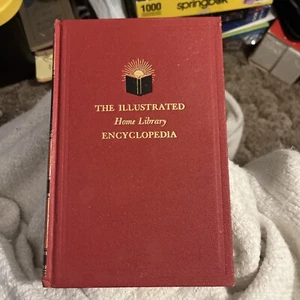 1000
springbok
THE ILLUSTRATED
Home Library
ENCYCLOPEDIA